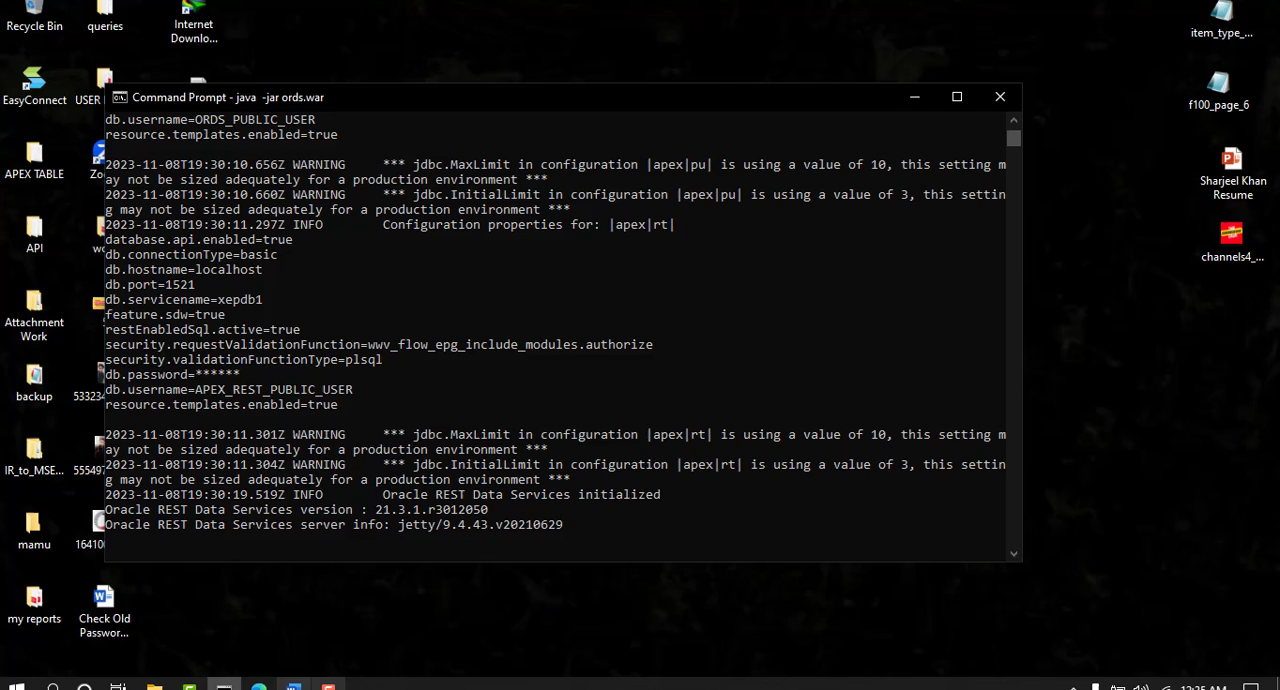 Recycle Bin
queries
Internet
Downlo...
item_type_...
EasyConnect
USER
f100_page_6
Command Prompt - java  -jar ords.war
db.username=ORDS_PUBLIC_USER
resource.templates.enabled=true
2023-11-08T19:30:10.656Z WARNING     *** jdbc.MaxLimit in configuration |apex|pu| is using a value of 10, this setting m
ay not be sized adequately for a production environment ***
2023-11-08T19:30:10.660Z WARNING     *** jdbc.InitialLimit in configuration |apex|pu| is using a value of 3, this settin
g may not be sized adequately for a production environment ***
2023-11-08T19:30:11.297Z INFO        Configuration properties for: |apex|rt|
database.api.enabled=true
db.connectionType=basic
db.hostname=localhost
db.port=1521
db.servicename=xepdb1
feature.sdw=true
restEnabledSql.active=true
security.requestValidationFunction=wwv_flow_epg_include_modules.authorize
security.validationFunctionType=plsql
db.password=******
db.username=APEX_REST_PUBLIC_USER
resource.templates.enabled=true
2023-11-08T19:30:11.301Z WARNING     *** jdbc.MaxLimit in configuration |apex|rt| is using a value of 10, this setting m
ay not be sized adequately for a production environment ***
2023-11-08T19:30:11.304Z WARNING     *** jdbc.InitialLimit in configuration |apex|rt| is using a value of 3, this settin
g may not be sized adequately for a production environment ***
2023-11-08T19:30:19.519Z INFO        Oracle REST Data Services initialized
Oracle REST Data Services version : 21.3.1.r3012050
Oracle REST Data Services server info: jetty/9.4.43.v20210629
APEX TABLE
Zo
API
wo
Attachment
Work
backup
53323
IR_to_MSE...
55549
mamu
16410
my reports
Check Old
Passwor...
Sharjeel Khan
Resume
channels4_...
12:35 AM